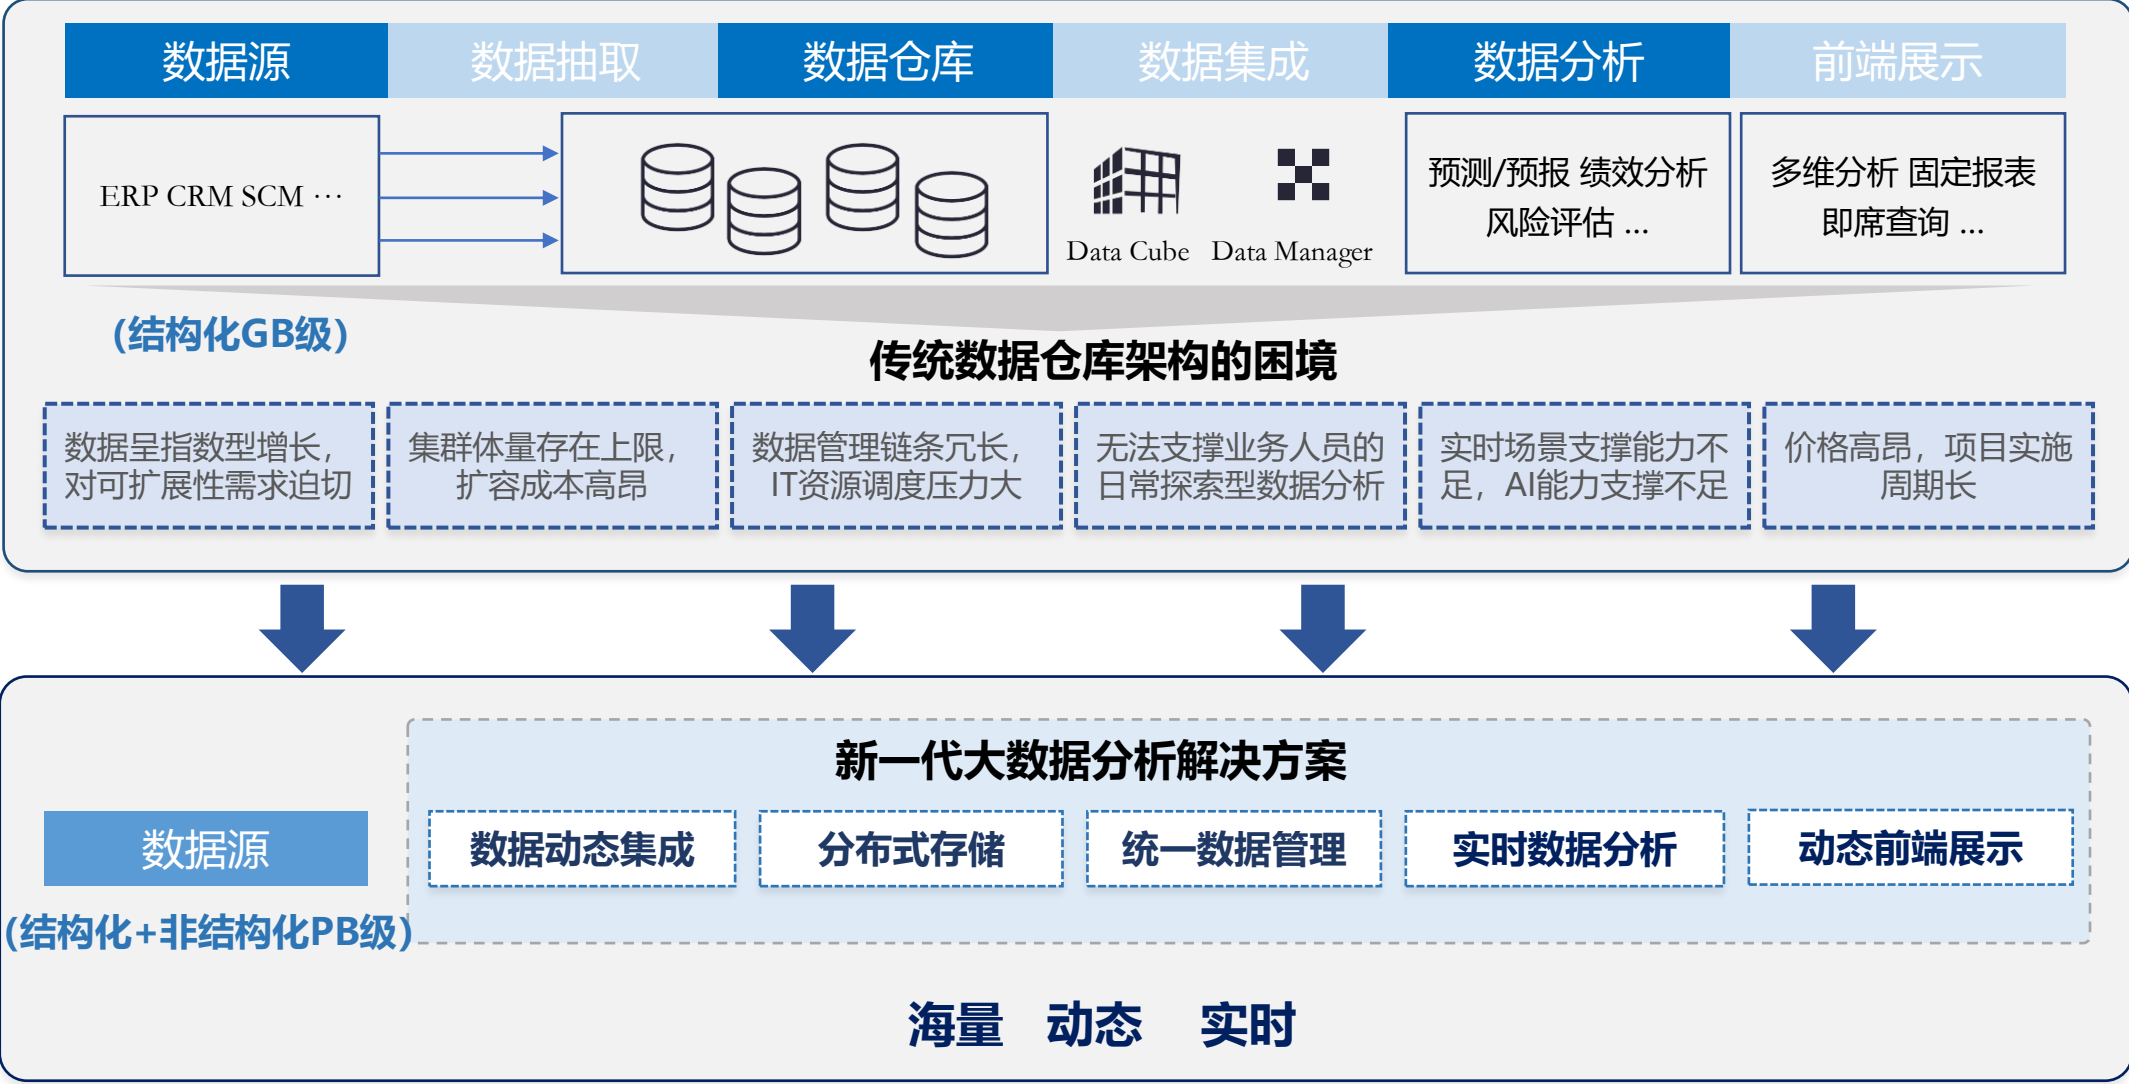 数据源
数据抽取
数据仓库
数据集成
数据分析
前端展示
ERP CRM SCM …
Data Cube
Data Manager
预测/预报 绩效分析
风险评估 ...
多维分析 固定报表
即席查询 ...
(结构化GB级)
传统数据仓库架构的困境
数据呈指数型增长，
对可扩展性需求迫切
集群体量存在上限，
扩容成本高昂
数据管理链条冗长，
IT资源调度压力大
无法支撑业务人员的
日常探索型数据分析
实时场景支撑能力不
足，AI能力支撑不足
价格高昂，项目实施
周期长
新一代大数据分析解决方案
数据源
数据动态集成
分布式存储
统一数据管理
实时数据分析
动态前端展示
(结构化+非结构化PB级)
海量 动态 实时